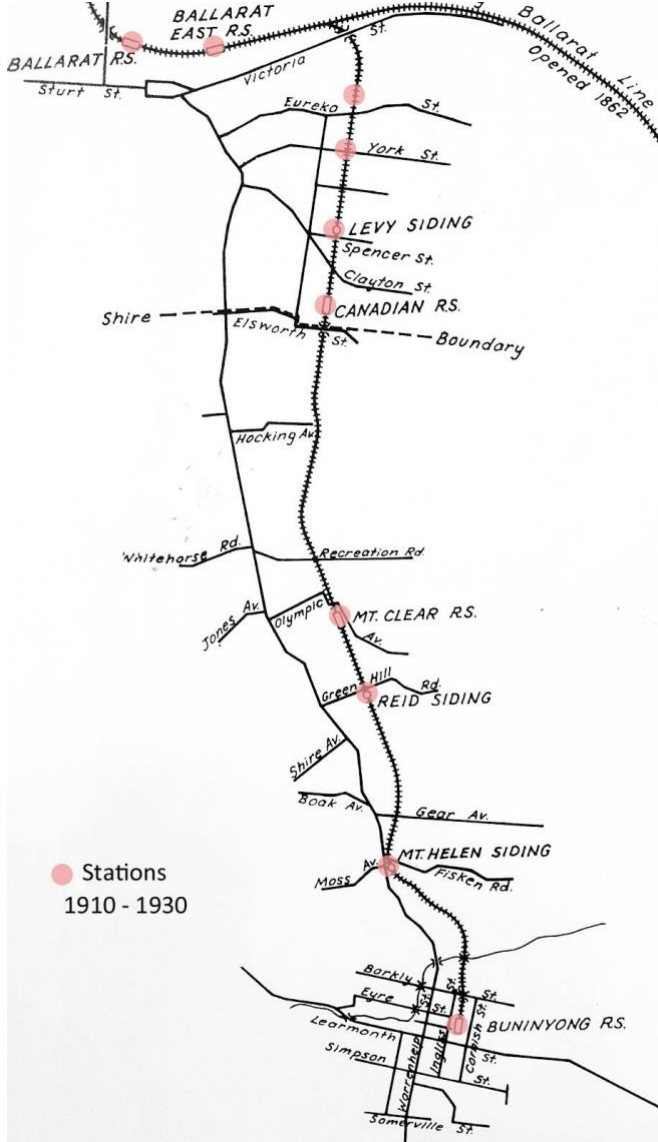 BALLARAT
EAST R.S.
BALLARAT R.S.
Victoria St.
Sturt St.
Ballarat Line
Opened 1862
Eureka St.
York St.
LEVY SIDING
Spencer St.
Clayton St.
CANADIAN R.S.
Shire Boundary
Elsworth St.
Hocking Av.
Whitehorse Rd.
Recreation Rd.
Jones Av.
Olympic Av.
MT. CLEAR R.S.
Green Hill Rd.
REID SIDING
Shire Av.
Boak Av.
Gear Av.
MT. HELEN SIDING
Moss Av.
Fisken Rd.
Stations
1910 - 1930
Barkly St.
Eyre St.
BUNINYONG R.S.
Learmonth St.
Simpson St.
Warrenheip St.
Inglis St.
Cornish St.
Somerville St.